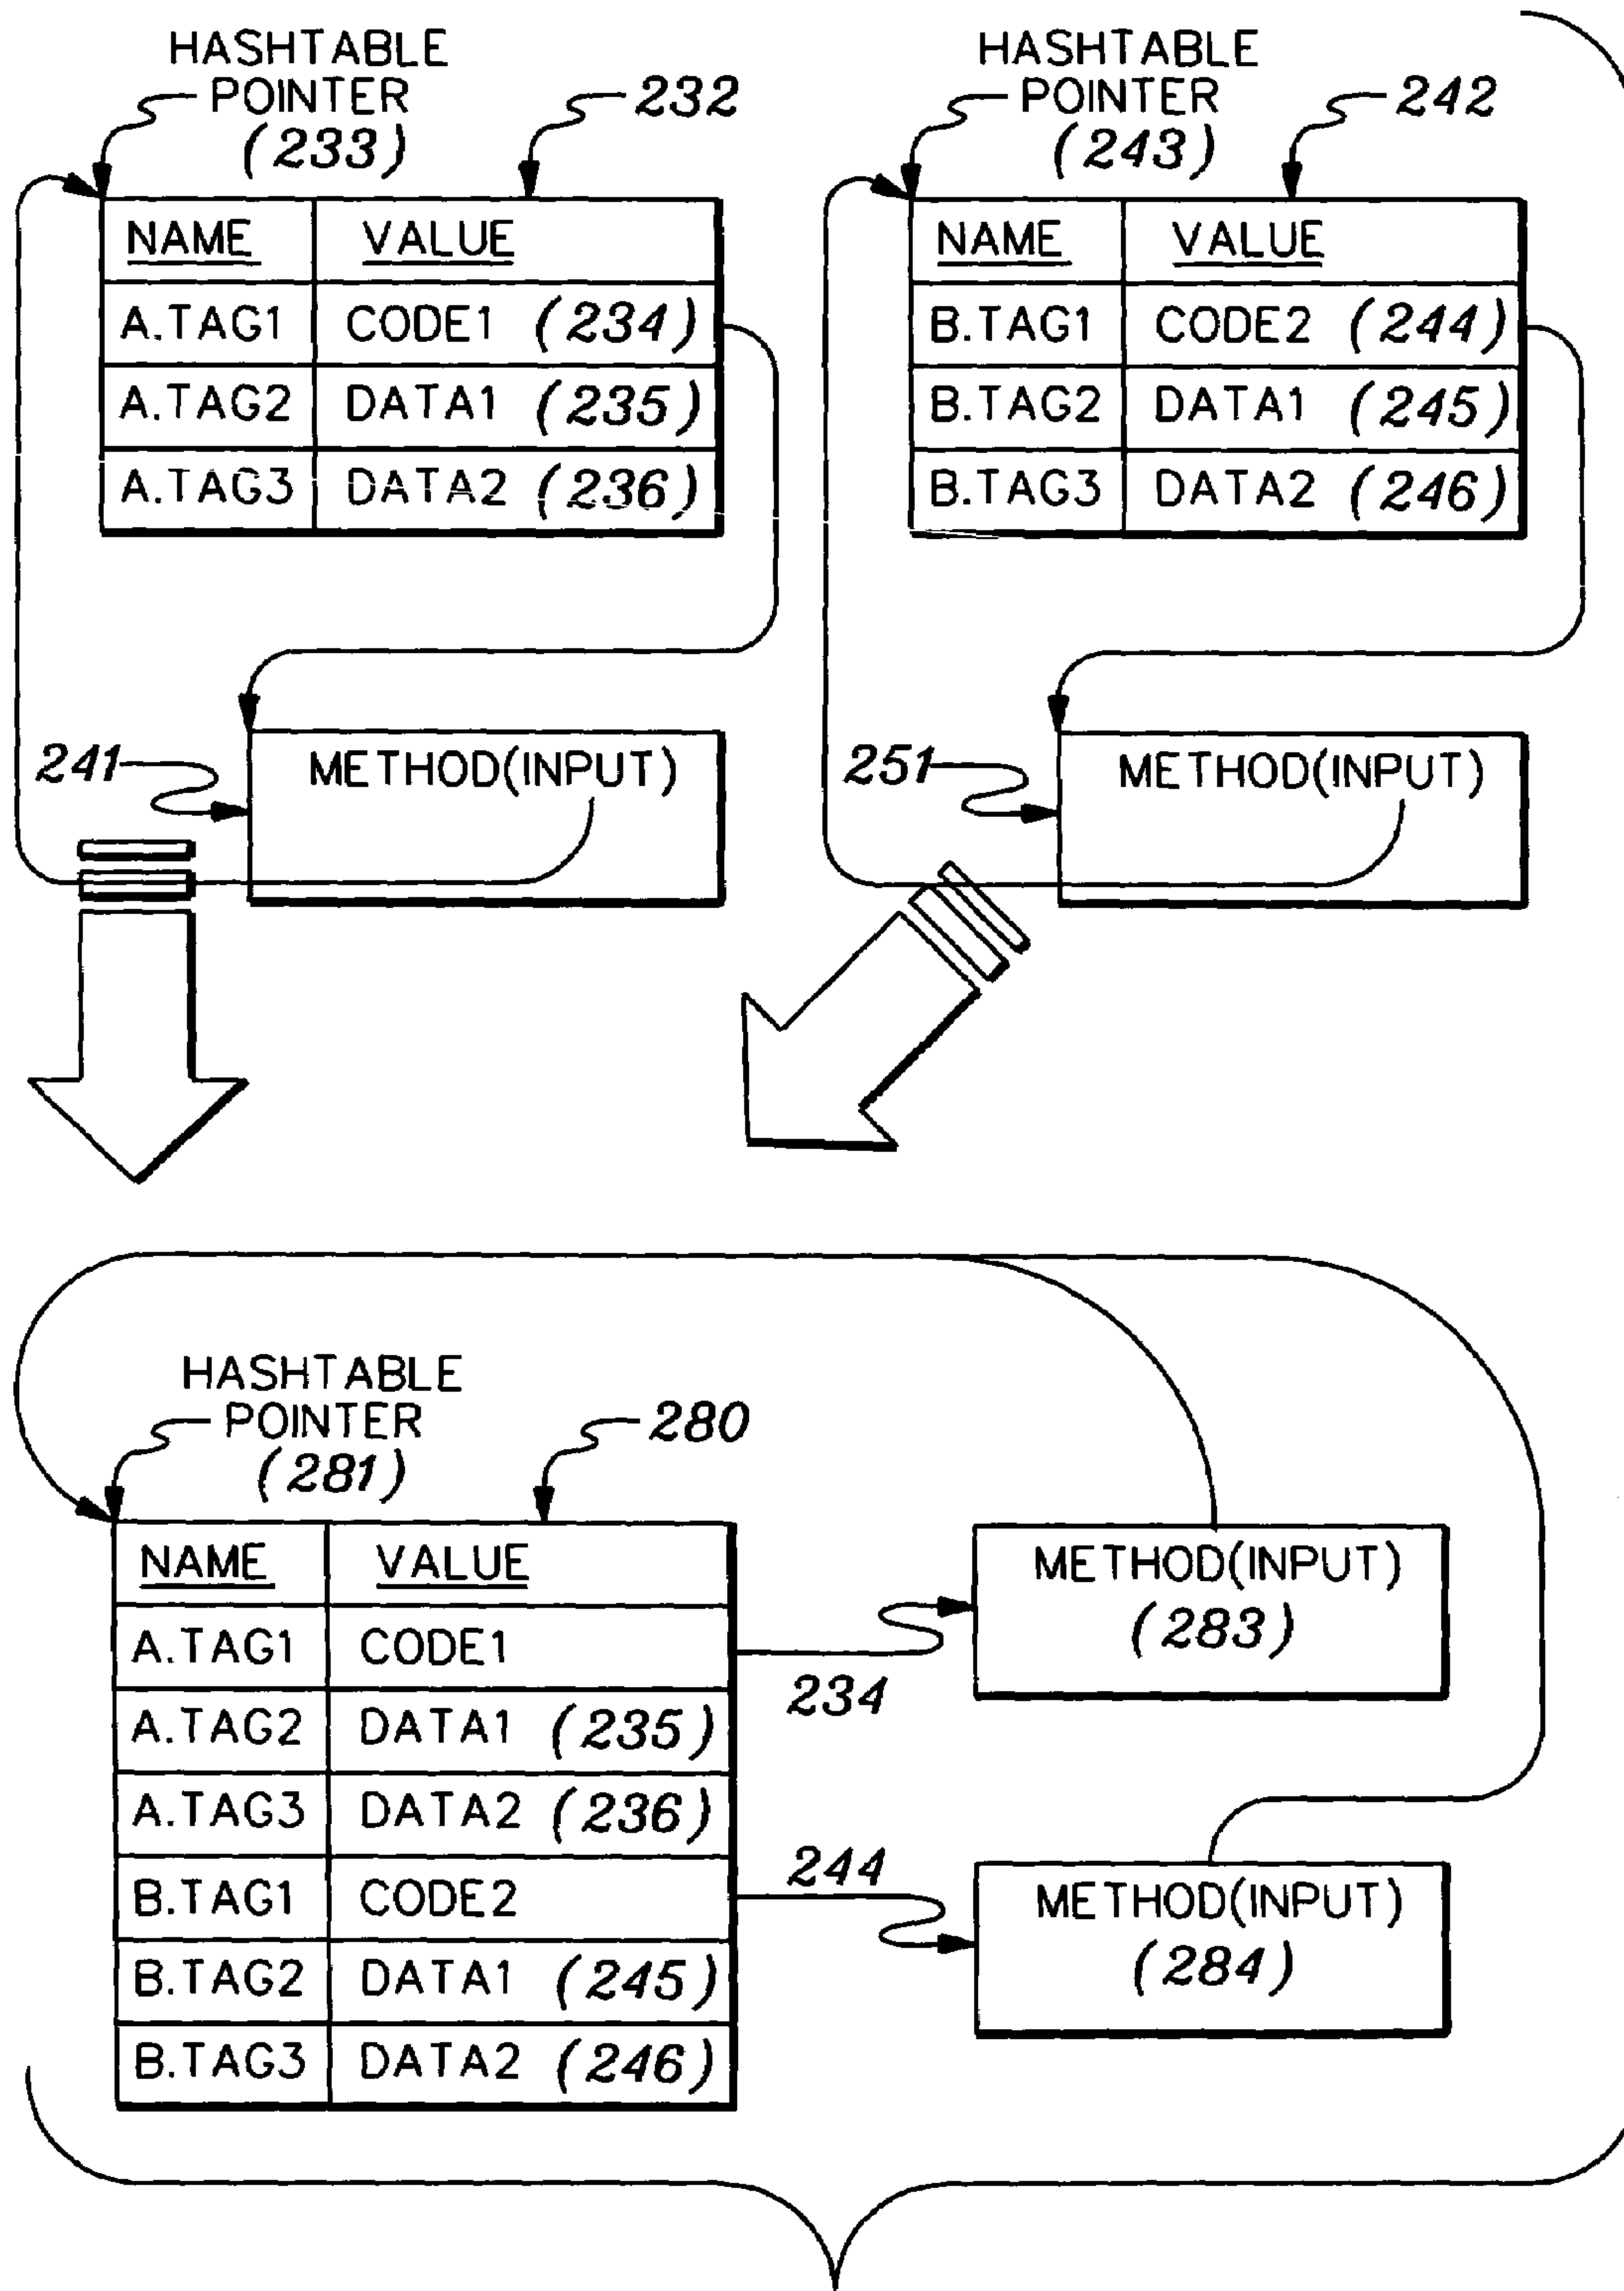 HASHTABLE
POINTER
(233)
232
NAME VALUE
A.TAG1 CODE1 (234)
A.TAG2 DATA1 (235)
A.TAG3 DATA2 (236)
241
METHOD(INPUT)
HASHTABLE
POINTER
(243)
242
NAME VALUE
B.TAG1 CODE2 (244)
B.TAG2 DATA1 (245)
B.TAG3 DATA2 (246)
251
METHOD(INPUT)
HASHTABLE
POINTER
(281)
280
NAME VALUE
A.TAG1 CODE1
A.TAG2 DATA1 (235)
A.TAG3 DATA2 (236)
B.TAG1 CODE2
B.TAG2 DATA1 (245)
B.TAG3 DATA2 (246)
234
METHOD(INPUT)
(283)
244
METHOD(INPUT)
(284)